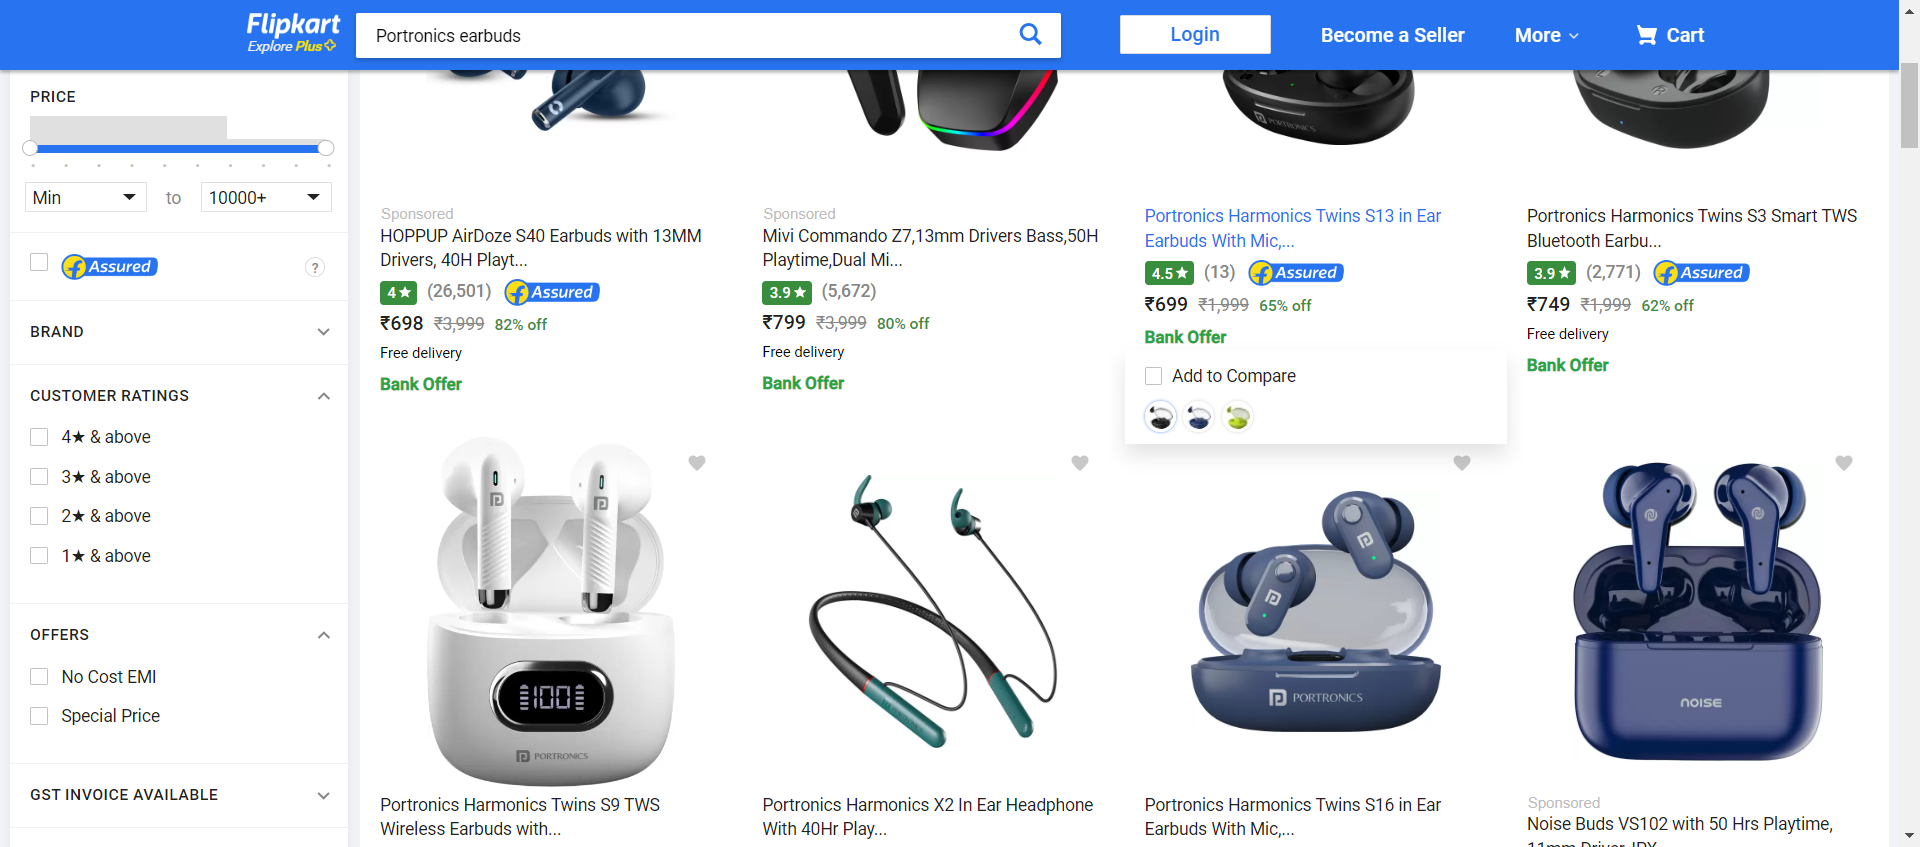 Flipkart
Explore Plus
Portronics earbuds
Login
Become a Seller
More
Cart
PRICE
Min
to
10000+
Assured
?
BRAND
CUSTOMER RATINGS
4★ & above
3★ & above
2★ & above
1★ & above
OFFERS
No Cost EMI
Special Price
GST INVOICE AVAILABLE
Sponsored
HOPPUP AirDoze S40 Earbuds with 13MM
Drivers, 40H Playt...
4★ (26,501) Assured
₹698 ₹3,999 82% off
Free delivery
Bank Offer
Sponsored
Mivi Commando Z7,13mm Drivers Bass,50H
Playtime,Dual Mi...
3.9★ (5,672)
₹799 ₹3,999 80% off
Free delivery
Bank Offer
PORTRONICS
Portronics Harmonics Twins S13 in Ear
Earbuds With Mic,...
4.5★ (13) Assured
₹699 ₹1,999 65% off
Bank Offer
Add to Compare
Portronics Harmonics Twins S3 Smart TWS
Bluetooth Earbu...
3.9★ (2,771) Assured
₹749 ₹1,999 62% off
Free delivery
Bank Offer
100
PORTRONICS
Portronics Harmonics Twins S9 TWS
Wireless Earbuds with...
Portronics Harmonics X2 In Ear Headphone
With 40Hr Play...
PORTRONICS
Portronics Harmonics Twins S16 in Ear
Earbuds With Mic,...
NOISE
Sponsored
Noise Buds VS102 with 50 Hrs Playtime,
11mm Driver, IPX...